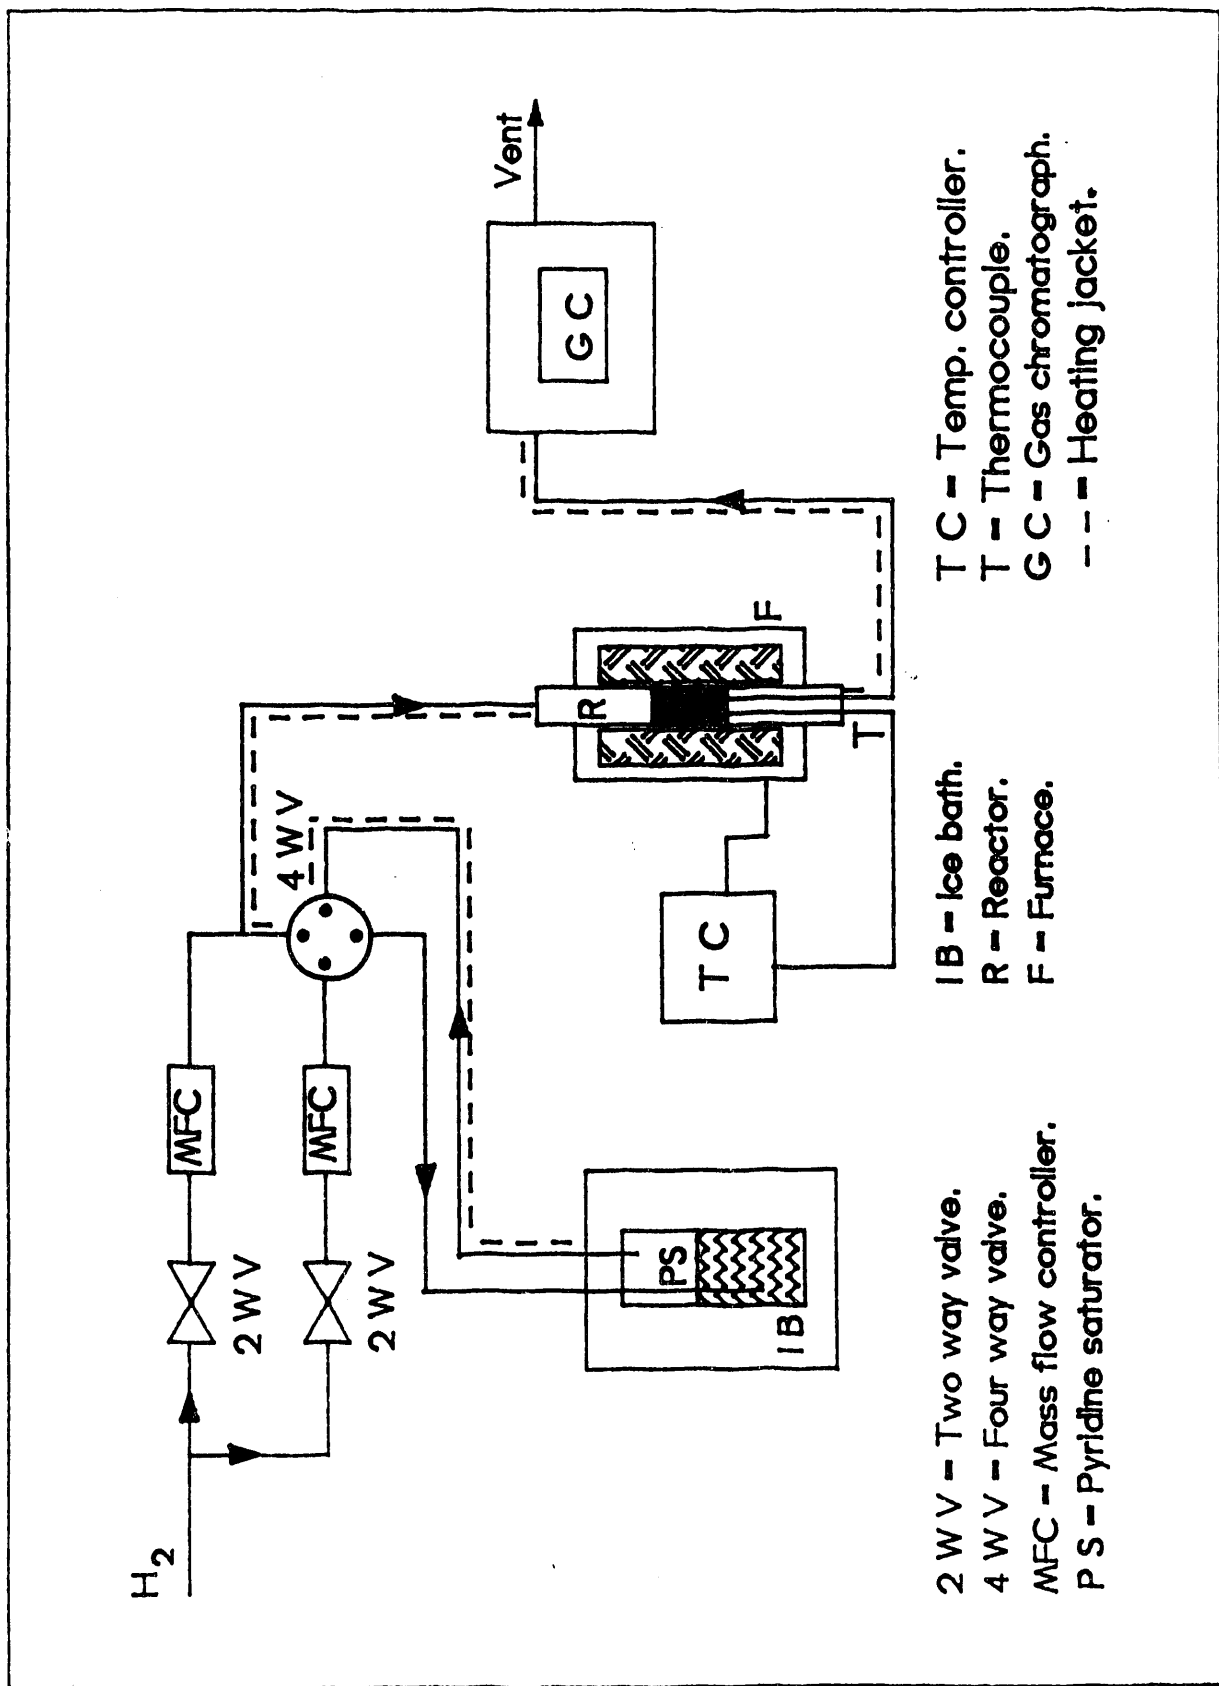 H2
2 W V
MFC
2 W V
MFC
4 W V
PS
I B
T C
R
F
T
G C
Vent
2 W V – Two way valve.
4 W V – Four way valve.
MFC – Mass flow controller.
P S – Pyridine saturator.
I B – Ice bath.
R – Reactor.
F – Furnace.
T C – Temp. controller.
T – Thermocouple.
G C – Gas chromatograph.
– – = Heating jacket.